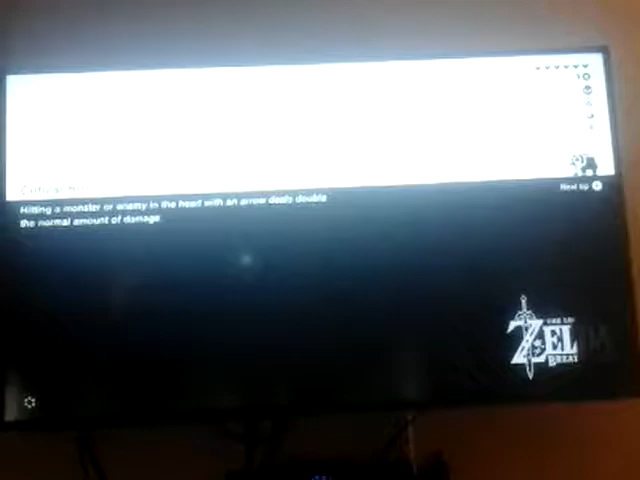 Hitting a monster or enemy in the head with an arrow deals double
the normal amount of damage
Next tip
ZEL
BREAT